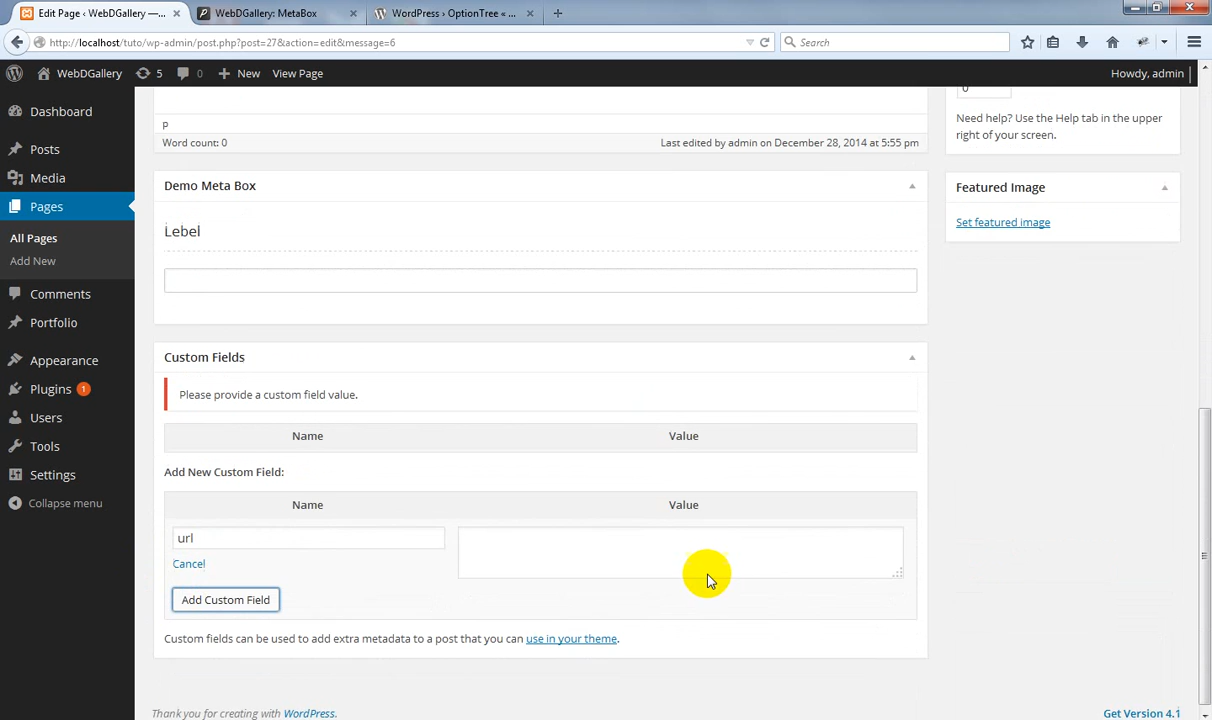 Edit Page ‹ WebDGallery —...
WebDGallery: MetaBox
WordPress › OptionTree « ...
http://localhost/tuto/wp-admin/post.php?post=27&action=edit&message=6
Search
WebDGallery
5
0
New
View Page
Howdy, admin
Dashboard
Posts
Media
Pages
All Pages
Add New
Comments
Portfolio
Appearance
Plugins 1
Users
Tools
Settings
Collapse menu
p
Word count: 0
Last edited by admin on December 28, 2014 at 5:55 pm
Demo Meta Box
Lebel
Custom Fields
Please provide a custom field value.
Name
Value
Add New Custom Field:
Name
Value
url
Cancel
Add Custom Field
Custom fields can be used to add extra metadata to a post that you can use in your theme.
0
Need help? Use the Help tab in the upper
right of your screen.
Featured Image
Set featured image
Thank you for creating with WordPress.
Get Version 4.1